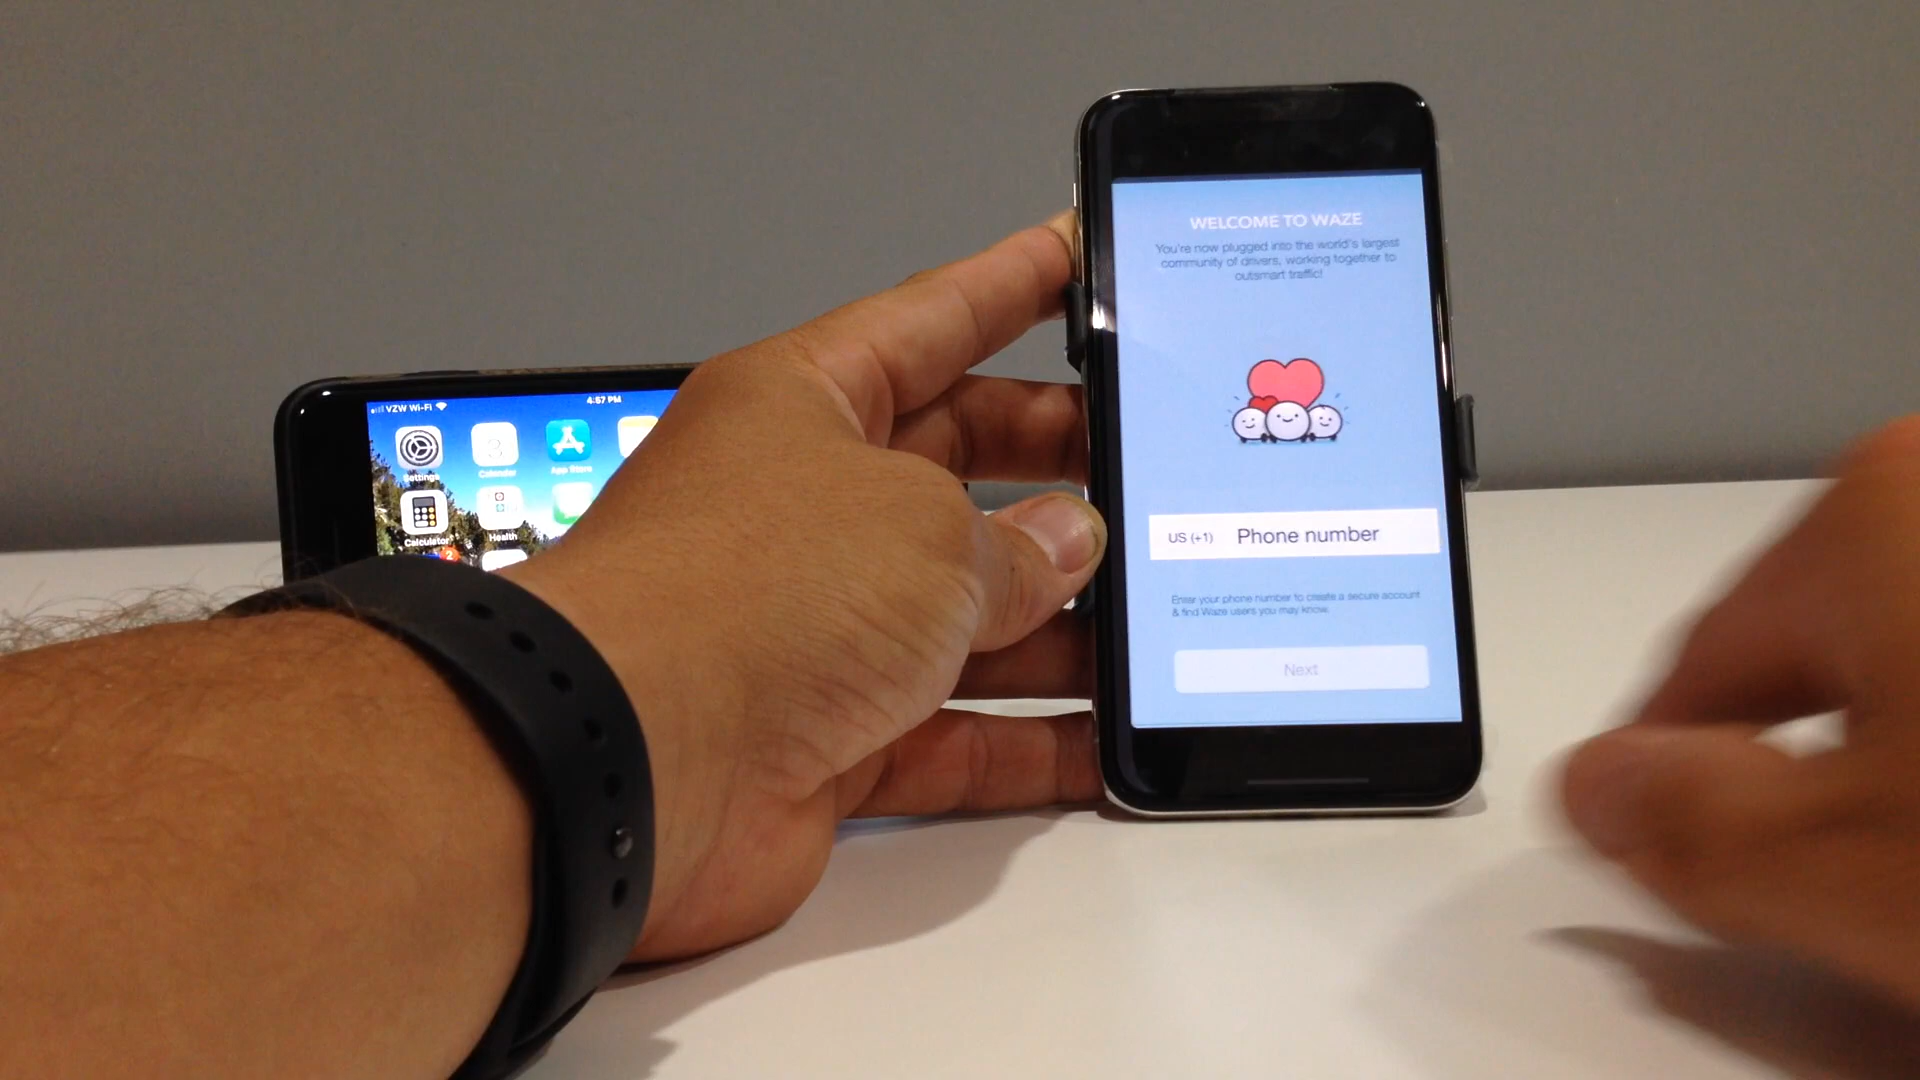 VZW Wi-Fi
4:57 PM
3
Settings
Calendar
App Store
Calculator
Health
2
WELCOME TO WAZE
You're now plugged into the world's largest
community of drivers, working together to
outsmart traffic!
US (+1) Phone number
Enter your phone number to create a secure account
& find Waze users you may know.
Next